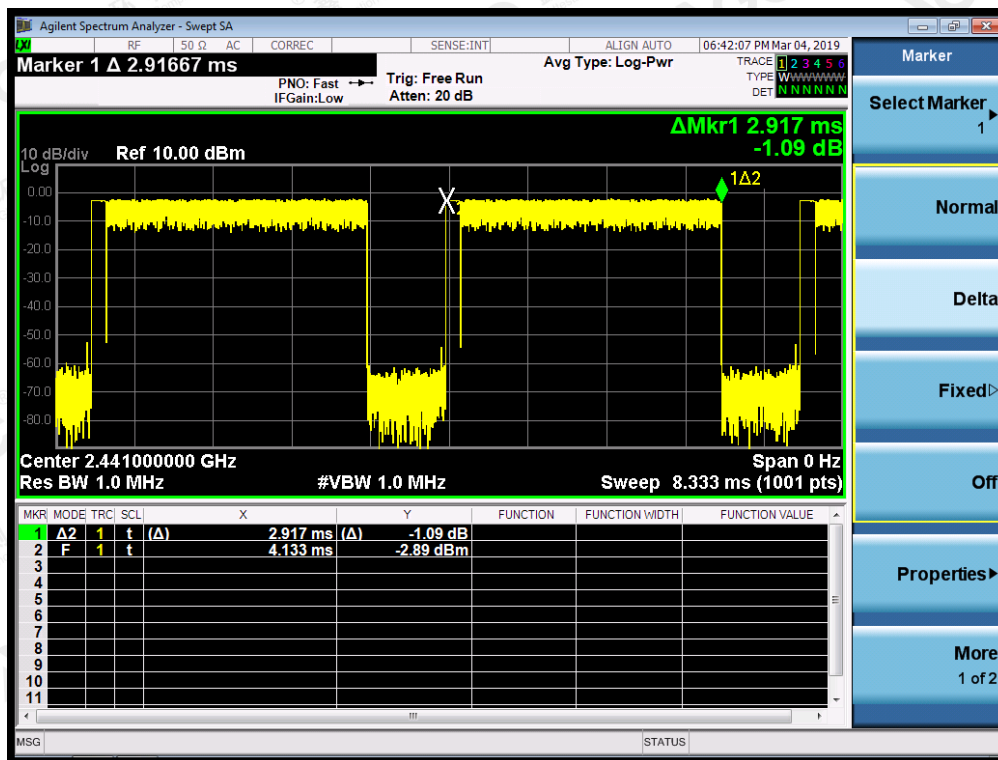 Agilent Spectrum Analyzer - Swept SA
LXI RF 50 Ω AC CORREC SENSE:INT ALIGN AUTO 06:42:07 PM Mar 04, 2019
Marker 1 Δ 2.91667 ms
PNO: Fast
IFGain:Low
Trig: Free Run
Atten: 20 dB
Avg Type: Log-Pwr
TRACE 1 2 3 4 5 6
TYPE WWWWWW
DET N N N N N N
ΔMkr1 2.917 ms
-1.09 dB
10 dB/div Ref 10.00 dBm
Log
1Δ2
0.00
-10.0
-20.0
-30.0
-40.0
-50.0
-60.0
-70.0
-80.0
X
Center 2.441000000 GHz Span 0 Hz
Res BW 1.0 MHz #VBW 1.0 MHz Sweep 8.333 ms (1001 pts)
MKR MODE TRC SCL X Y FUNCTION FUNCTION WIDTH FUNCTION VALUE
1 Δ2 1 t (Δ) 2.917 ms (Δ) -1.09 dB
2 F 1 t 4.133 ms -2.89 dBm
3
4
5
6
7
8
9
10
11
MSG STATUS
Marker
Select Marker
1
Normal
Delta
Fixed
Off
Properties
More
1 of 2